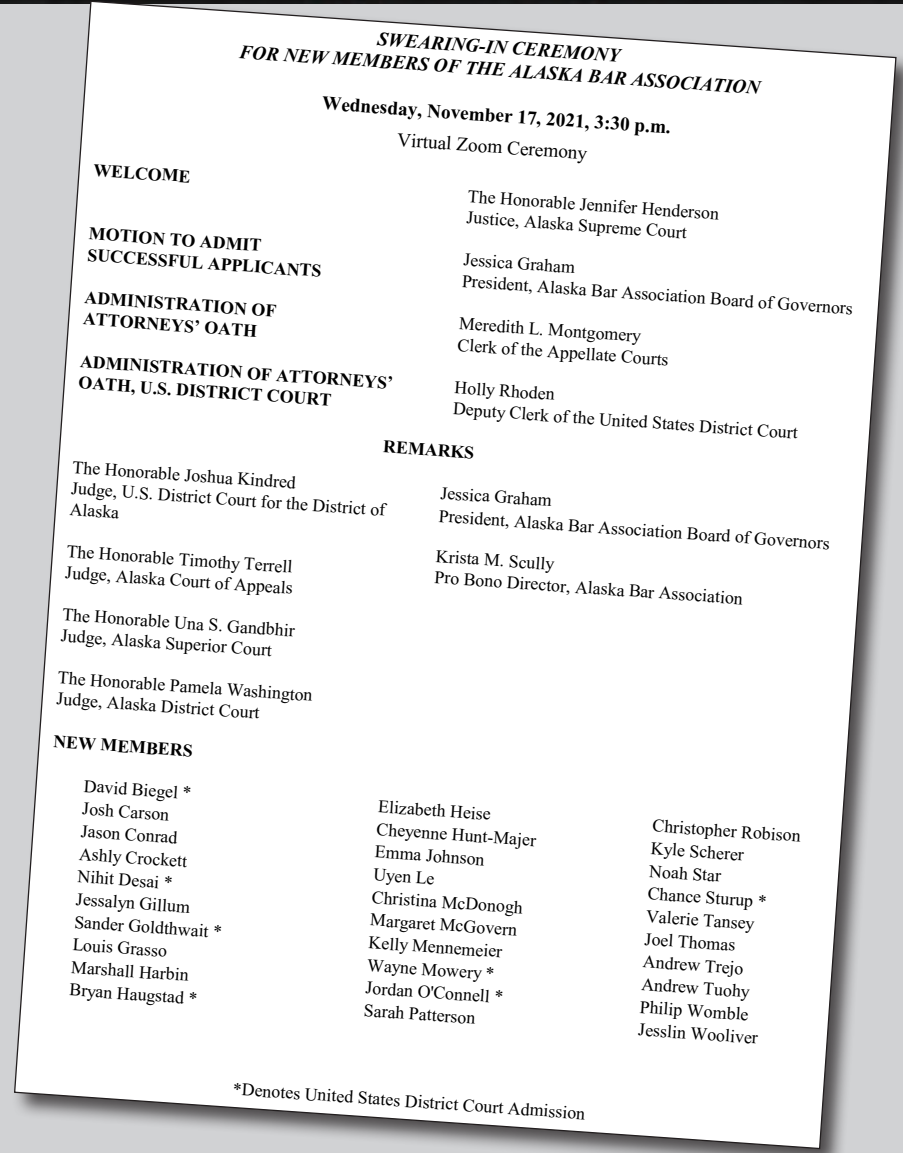 SWEARING-IN CEREMONY
FOR NEW MEMBERS OF THE ALASKA BAR ASSOCIATION
Wednesday, November 17, 2021, 3:30 p.m.
Virtual Zoom Ceremony
WELCOME
The Honorable Jennifer Henderson
Justice, Alaska Supreme Court
MOTION TO ADMIT
SUCCESSFUL APPLICANTS
Jessica Graham
President, Alaska Bar Association Board of Governors
ADMINISTRATION OF
ATTORNEYS’ OATH
Meredith L. Montgomery
Clerk of the Appellate Courts
ADMINISTRATION OF ATTORNEYS’
OATH, U.S. DISTRICT COURT
Holly Rhoden
Deputy Clerk of the United States District Court
REMARKS
The Honorable Joshua Kindred
Judge, U.S. District Court for the District of
Alaska
The Honorable Timothy Terrell
Judge, Alaska Court of Appeals
The Honorable Una S. Gandbhir
Judge, Alaska Superior Court
The Honorable Pamela Washington
Judge, Alaska District Court
Jessica Graham
President, Alaska Bar Association Board of Governors
Krista M. Scully
Pro Bono Director, Alaska Bar Association
NEW MEMBERS
David Biegel *
Josh Carson
Jason Conrad
Ashly Crockett
Nihit Desai *
Jessalyn Gillum
Sander Goldthwait *
Louis Grasso
Marshall Harbin
Bryan Haugstad *
Elizabeth Heise
Cheyenne Hunt-Majer
Emma Johnson
Uyen Le
Christina McDonogh
Margaret McGovern
Kelly Mennemeier
Wayne Mowery *
Jordan O'Connell *
Sarah Patterson
Christopher Robison
Kyle Scherer
Noah Star
Chance Sturup *
Valerie Tansey
Joel Thomas
Andrew Trejo
Andrew Tuohy
Philip Womble
Jesslin Wooliver
*Denotes United States District Court Admission